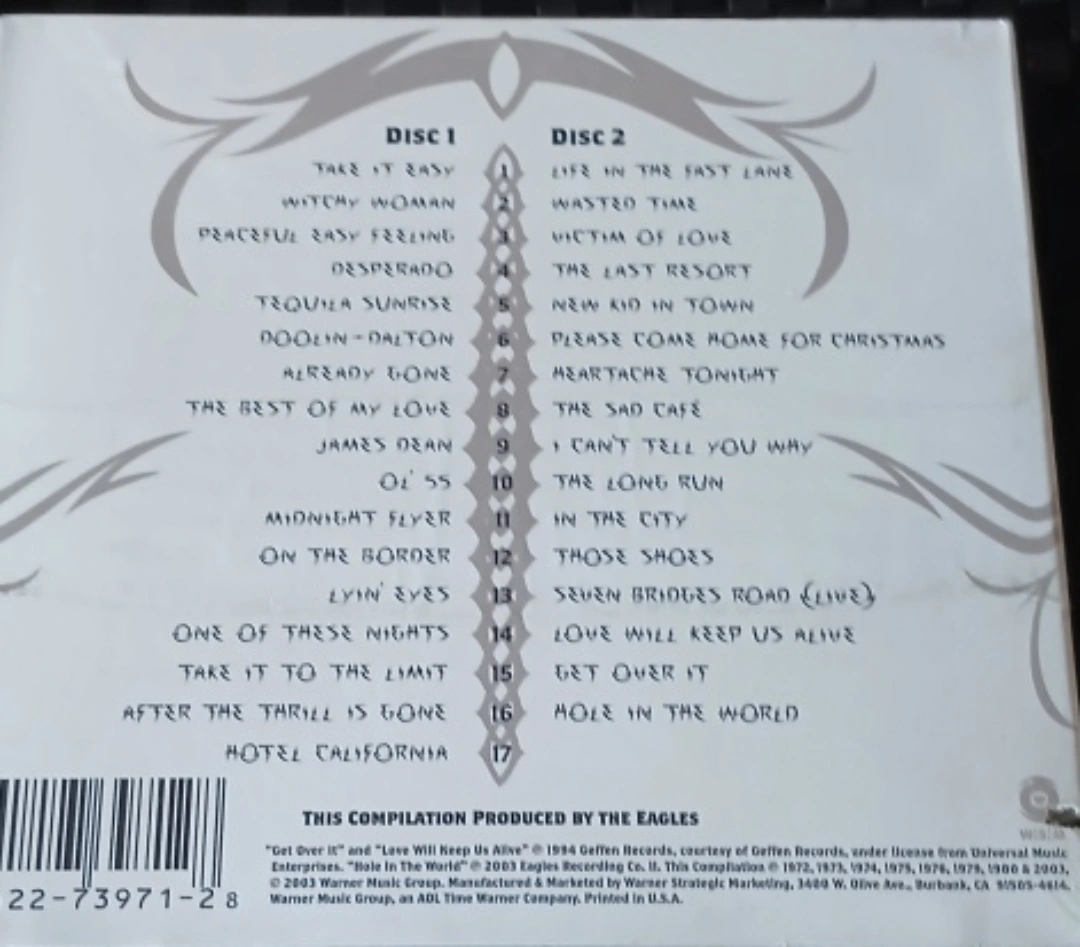 DISC 1 DISC 2
TAKE IT EASY 1 LIFE IN THE FAST LANE
WITCHY WOMAN 2 WASTED TIME
PEACEFUL EASY FEELING 3 VICTIM OF LOVE
DESPERADO 4 THE LAST RESORT
TEQUILA SUNRISE 5 NEW KID IN TOWN
DOOLIN-DALTON 6 PLEASE COME HOME FOR CHRISTMAS
ALREADY GONE 7 HEARTACHE TONIGHT
THE BEST OF MY LOVE 8 THE SAD CAFÉ
JAMES DEAN 9 I CAN'T TELL YOU WHY
OL' 55 10 THE LONG RUN
MIDNIGHT FLYER 11 IN THE CITY
ON THE BORDER 12 THOSE SHOES
LYIN' EYES 13 SEVEN BRIDGES ROAD (LIVE)
ONE OF THESE NIGHTS 14 LOVE WILL KEEP US ALIVE
TAKE IT TO THE LIMIT 15 GET OVER IT
AFTER THE THRILL IS GONE 16 HOLE IN THE WORLD
HOTEL CALIFORNIA 17
THIS COMPILATION PRODUCED BY THE EAGLES
"Get Over It" and "Love Will Keep Us Alive" ℗ 1994 Geffen Records, courtesy of Geffen Records, under license from Universal Music
Enterprises. "Hole In The World" ℗ 2003 Eagles Recording Co. II. This Compilation ℗ 1972, 1973, 1974, 1975, 1976, 1979, 1980 & 2003,
© 2003 Warner Music Group. Manufactured & Marketed by Warner Strategic Marketing, 3400 W. Olive Ave., Burbank, CA 91505-4614.
Warner Music Group, an AOL Time Warner Company. Printed in U.S.A.
22-73971-2 8